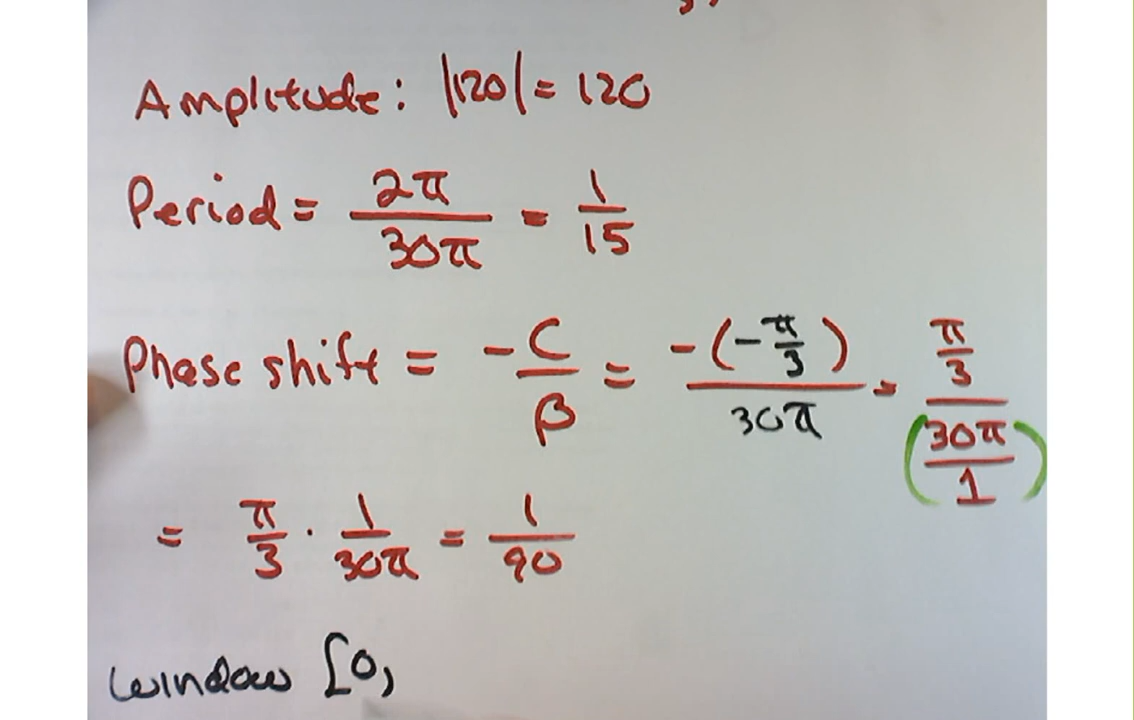 Amplitude: |120| = 120
Period = 2π/30π = 1/15
Phase shift = -C/B = -(-π/3)/30π = (π/3)/(30π/1)
= π/3 · 1/30π = 1/90
window [0,